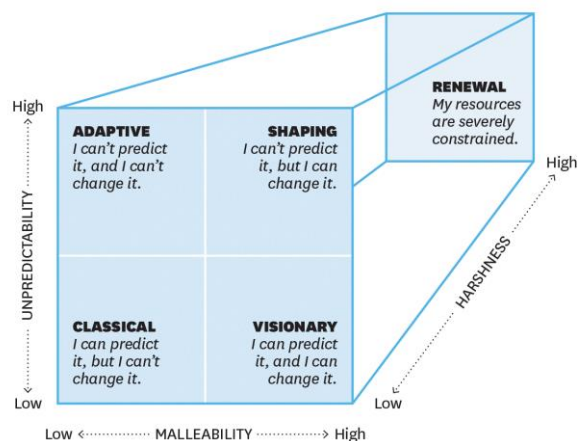 RENEWAL
My resources
are severely
constrained.
High
ADAPTIVE
I can't predict
it, and I can't
change it.
SHAPING
I can't predict
it, but I can
change it.
High
UNPREDICTABILITY
HARSHNESS
CLASSICAL
I can predict
it, but I can't
change it.
VISIONARY
I can predict
it, and I can
change it.
Low
Low
Low
MALLEABILITY
High